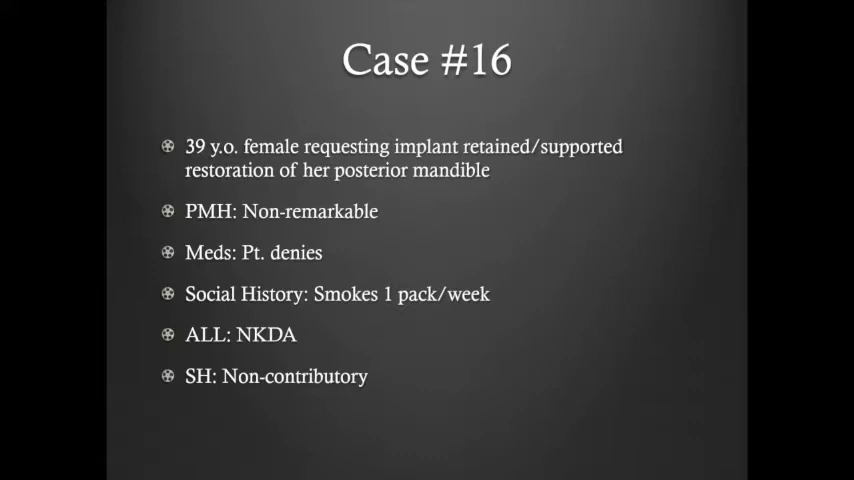 Case #16
39 y.o. female requesting implant retained/supported
restoration of her posterior mandible
PMH: Non-remarkable
Meds: Pt. denies
Social History: Smokes 1 pack/week
ALL: NKDA
SH: Non-contributory